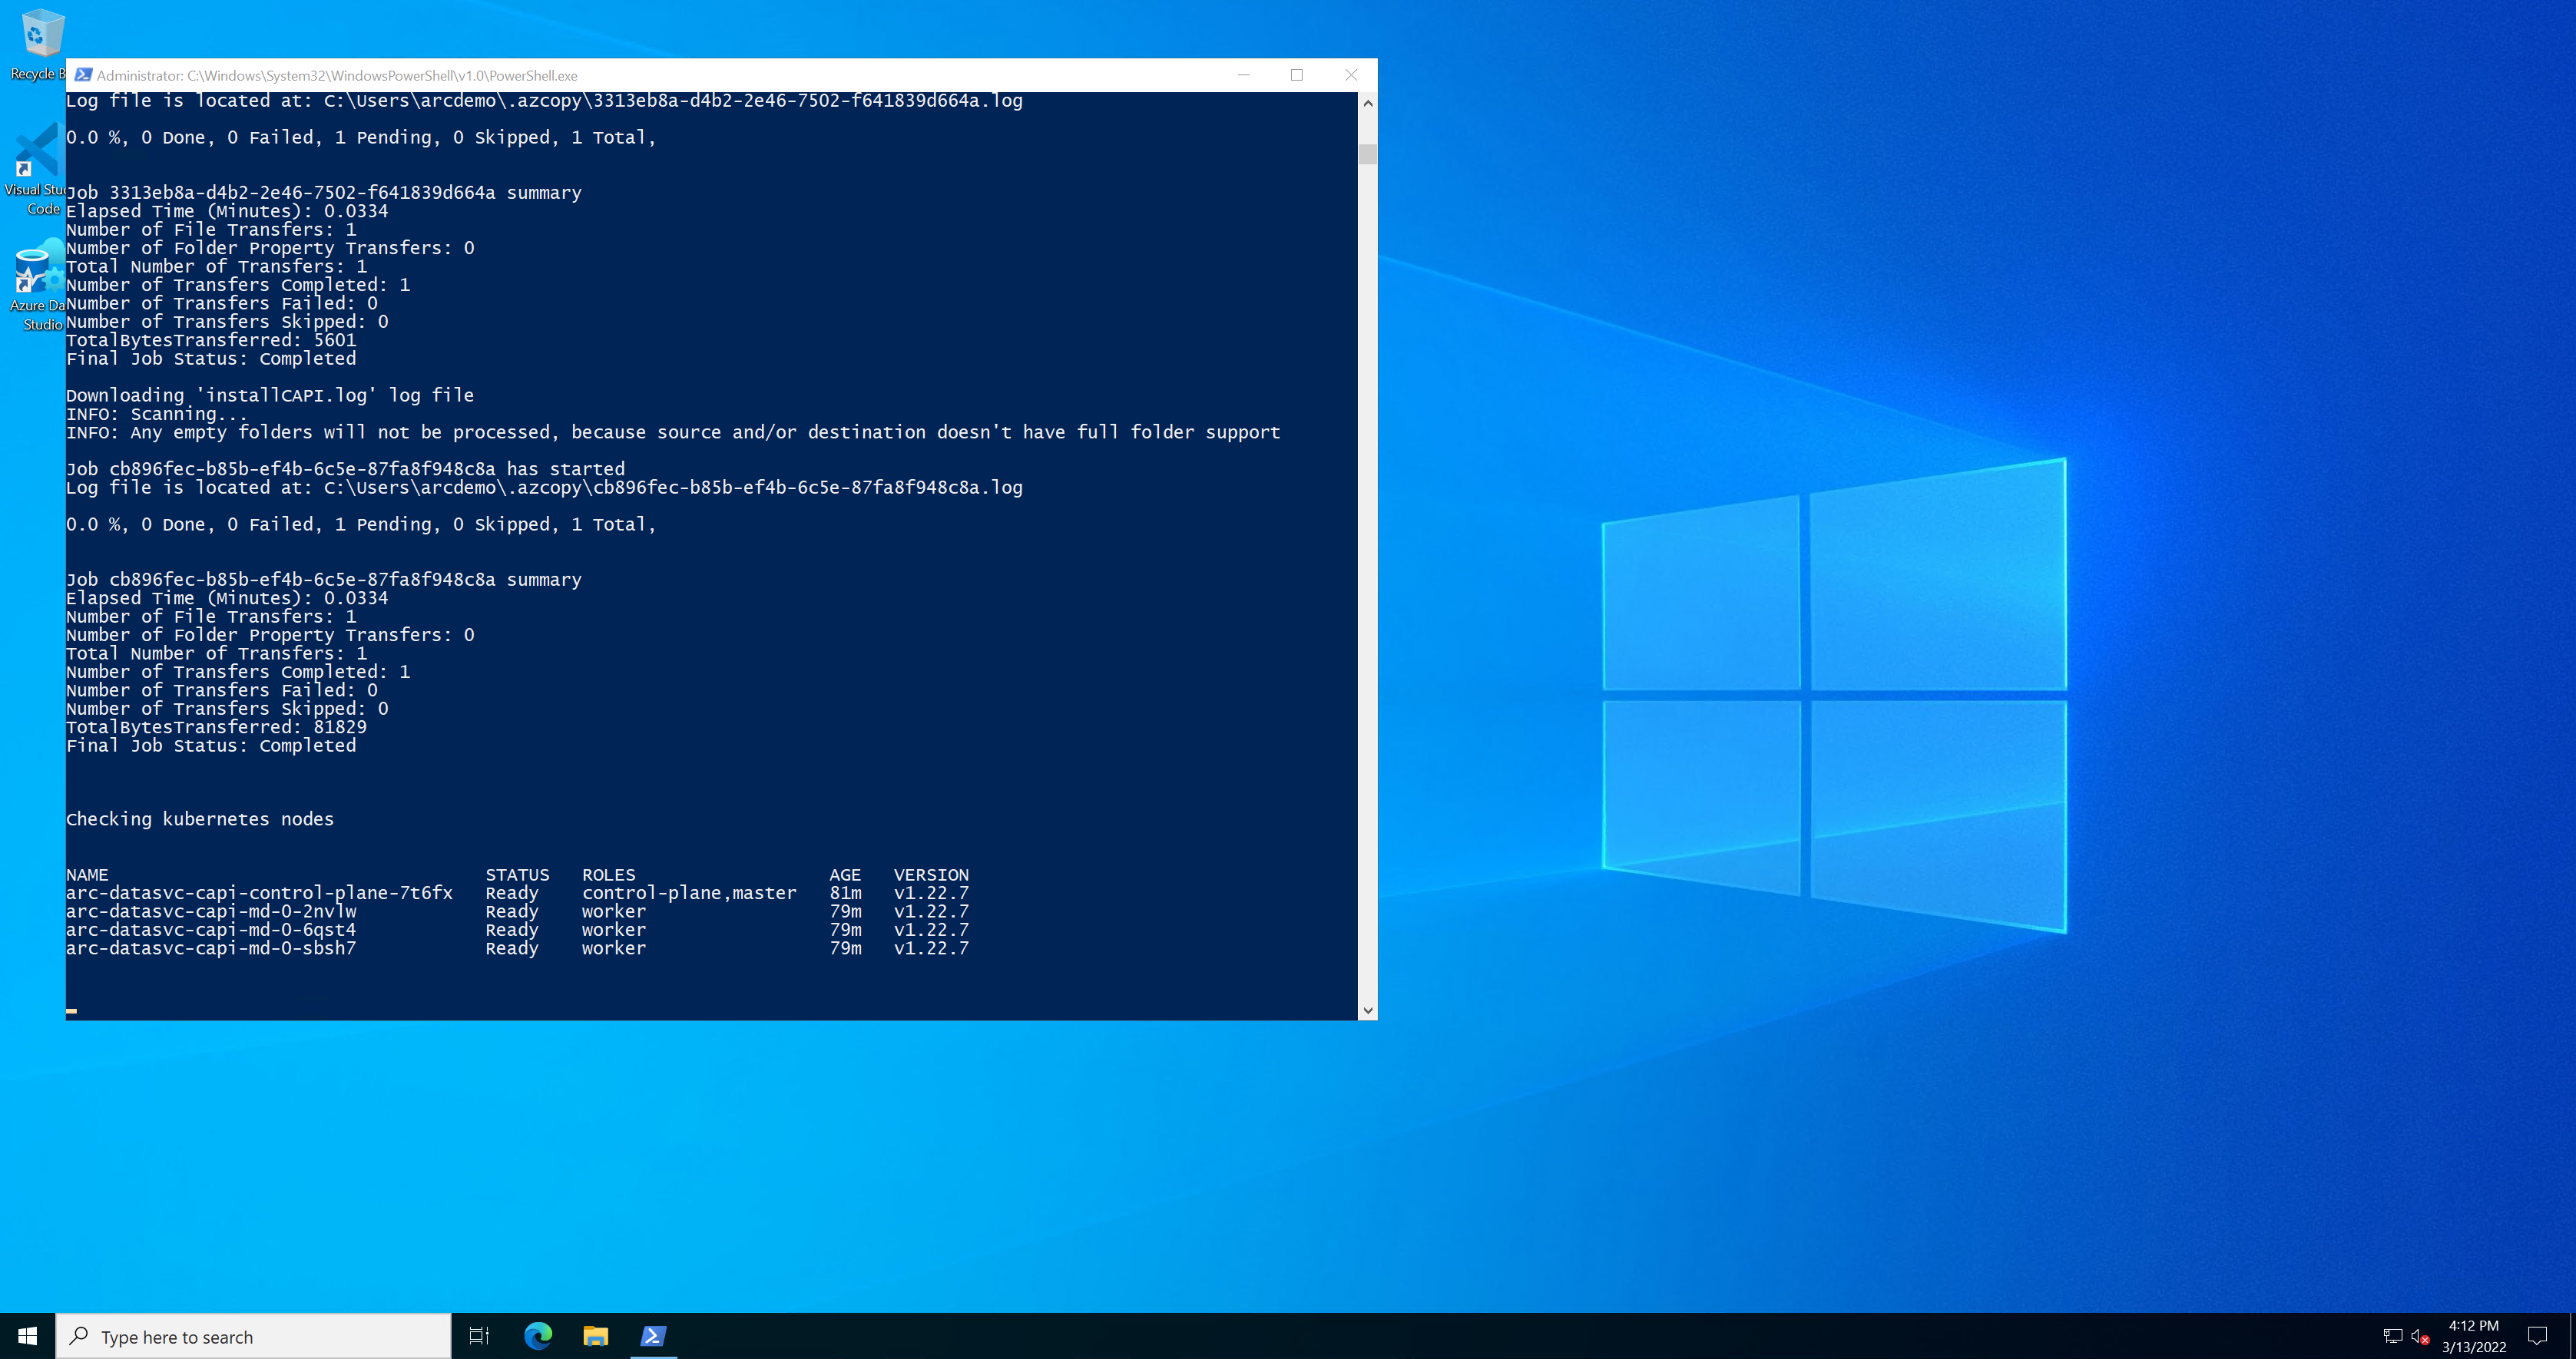 Recycle B
Visual Stu
Code
Azure Da
Studio
Administrator: C:\Windows\System32\WindowsPowerShell\v1.0\PowerShell.exe
Log file is located at: C:\Users\arcdemo\.azcopy\3313eb8a-d4b2-2e46-7502-f641839d664a.log
0.0 %, 0 Done, 0 Failed, 1 Pending, 0 Skipped, 1 Total,
Job 3313eb8a-d4b2-2e46-7502-f641839d664a summary
Elapsed Time (Minutes): 0.0334
Number of File Transfers: 1
Number of Folder Property Transfers: 0
Total Number of Transfers: 1
Number of Transfers Completed: 1
Number of Transfers Failed: 0
Number of Transfers Skipped: 0
TotalBytesTransferred: 5601
Final Job Status: Completed
Downloading 'installCAPI.log' log file
INFO: Scanning...
INFO: Any empty folders will not be processed, because source and/or destination doesn't have full folder support
Job cb896fec-b85b-ef4b-6c5e-87fa8f948c8a has started
Log file is located at: C:\Users\arcdemo\.azcopy\cb896fec-b85b-ef4b-6c5e-87fa8f948c8a.log
0.0 %, 0 Done, 0 Failed, 1 Pending, 0 Skipped, 1 Total,
Job cb896fec-b85b-ef4b-6c5e-87fa8f948c8a summary
Elapsed Time (Minutes): 0.0334
Number of File Transfers: 1
Number of Folder Property Transfers: 0
Total Number of Transfers: 1
Number of Transfers Completed: 1
Number of Transfers Failed: 0
Number of Transfers Skipped: 0
TotalBytesTransferred: 81829
Final Job Status: Completed
Checking kubernetes nodes
NAME STATUS ROLES AGE VERSION
arc-datasvc-capi-control-plane-7t6fx Ready control-plane,master 81m v1.22.7
arc-datasvc-capi-md-0-2nvlw Ready worker 79m v1.22.7
arc-datasvc-capi-md-0-6qst4 Ready worker 79m v1.22.7
arc-datasvc-capi-md-0-sbsh7 Ready worker 79m v1.22.7
Type here to search
4:12 PM
3/13/2022